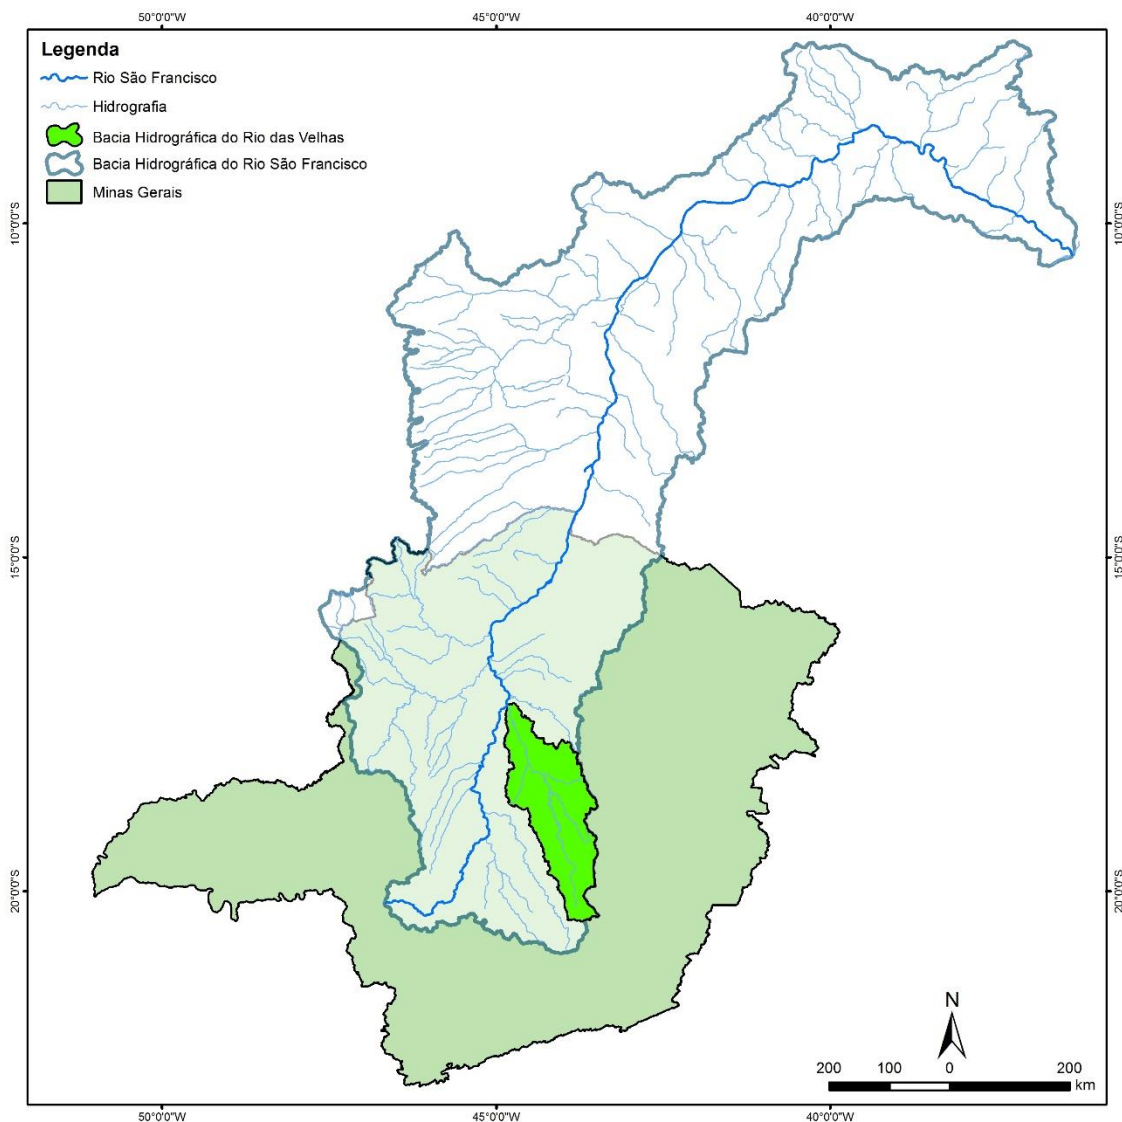 50°0'0"W 45°0'0"W 40°0'0"W
Legenda
Rio São Francisco
Hidrografia
Bacia Hidrográfica do Rio das Velhas
Bacia Hidrográfica do Rio São Francisco
Minas Gerais
10°0'0"S 10°0'0"S
15°0'0"S 15°0'0"S
20°0'0"S 20°0'0"S
N
200 100 0 200
km
50°0'0"W 45°0'0"W 40°0'0"W